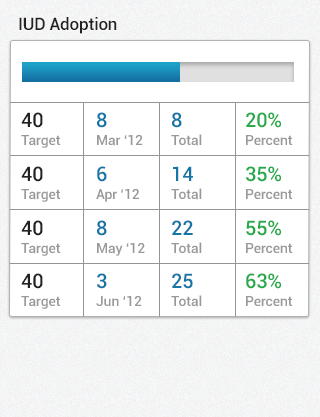 IUD Adoption
40 8 8 20%
Target Mar ‘12 Total Percent
40 6 14 35%
Target Apr ‘12 Total Percent
40 8 22 55%
Target May ‘12 Total Percent
40 3 25 63%
Target Jun ‘12 Total Percent